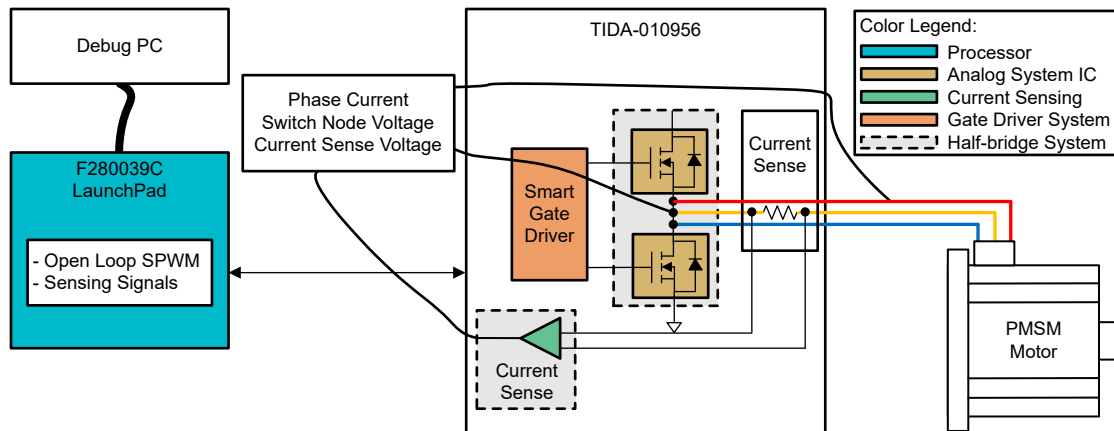 Debug PC
F280039C
LaunchPad
- Open Loop SPWM
- Sensing Signals
Phase Current
Switch Node Voltage
Current Sense Voltage
TIDA-010956
Smart
Gate
Driver
Current
Sense
Current
Sense
Color Legend:
Processor
Analog System IC
Current Sensing
Gate Driver System
Half-bridge System
PMSM
Motor